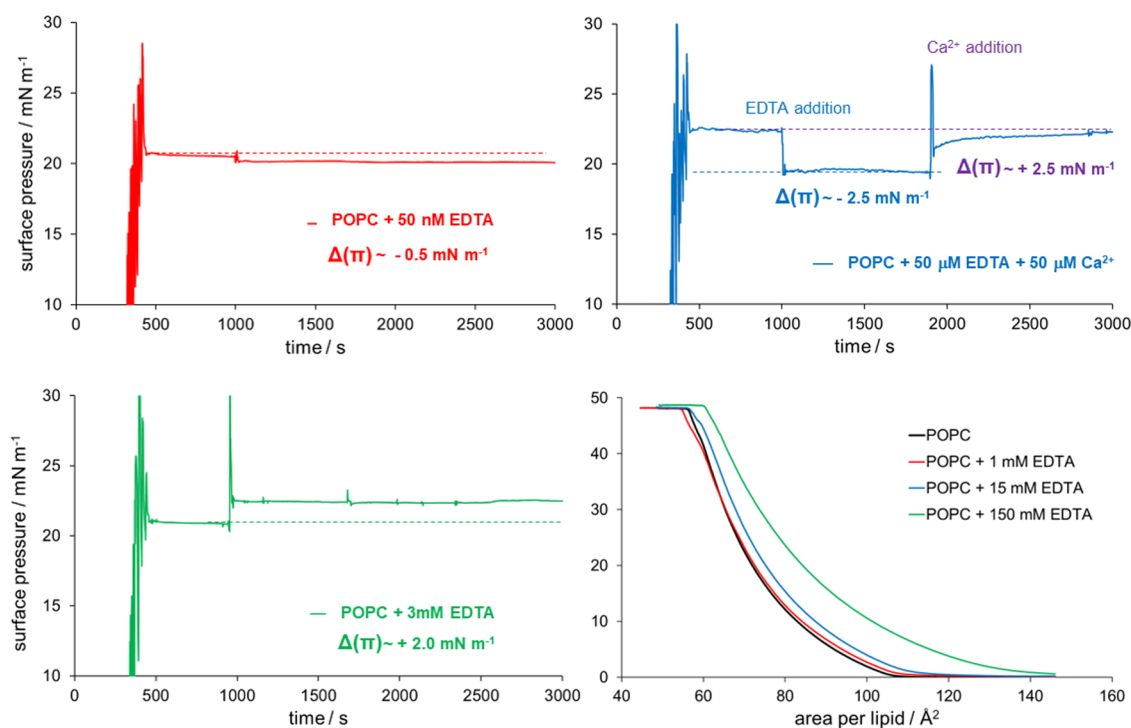 30
25
20
15
10
surface pressure / mN m⁻¹
POPC + 50 nM EDTA
Δ(π) ~ - 0.5 mN m⁻¹
0 500 1000 1500 2000 2500 3000
time / s
30
25
20
15
10
Ca²⁺ addition
EDTA addition
Δ(π) ~ + 2.5 mN m⁻¹
Δ(π) ~ - 2.5 mN m⁻¹
POPC + 50 μM EDTA + 50 μM Ca²⁺
0 500 1000 1500 2000 2500 3000
time / s
30
25
20
15
10
surface pressure / mN m⁻¹
POPC + 3mM EDTA
Δ(π) ~ + 2.0 mN m⁻¹
0 500 1000 1500 2000 2500 3000
time / s
50
40
30
20
10
0
POPC
POPC + 1 mM EDTA
POPC + 15 mM EDTA
POPC + 150 mM EDTA
40 60 80 100 120 140 160
area per lipid / Å²